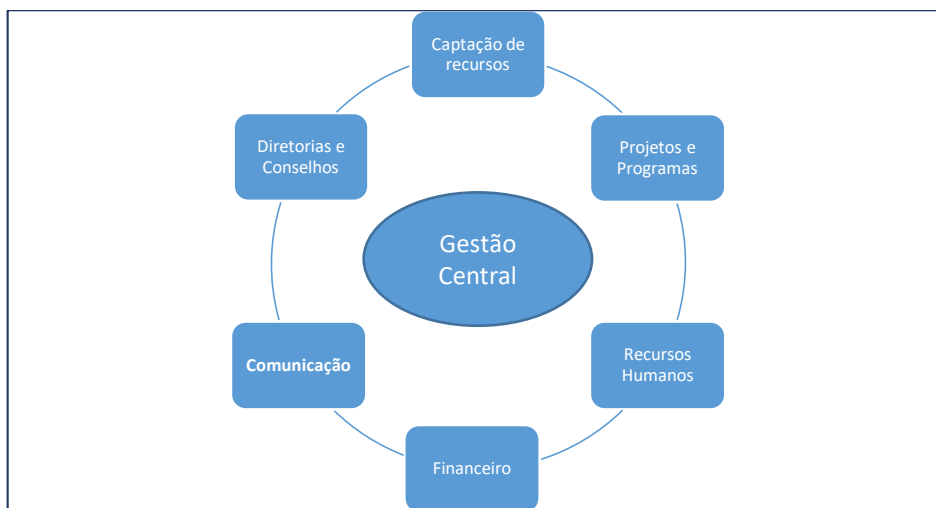 Captação de
recursos
Diretorias e
Conselhos
Projetos e
Programas
Gestão
Central
Comunicação
Recursos
Humanos
Financeiro